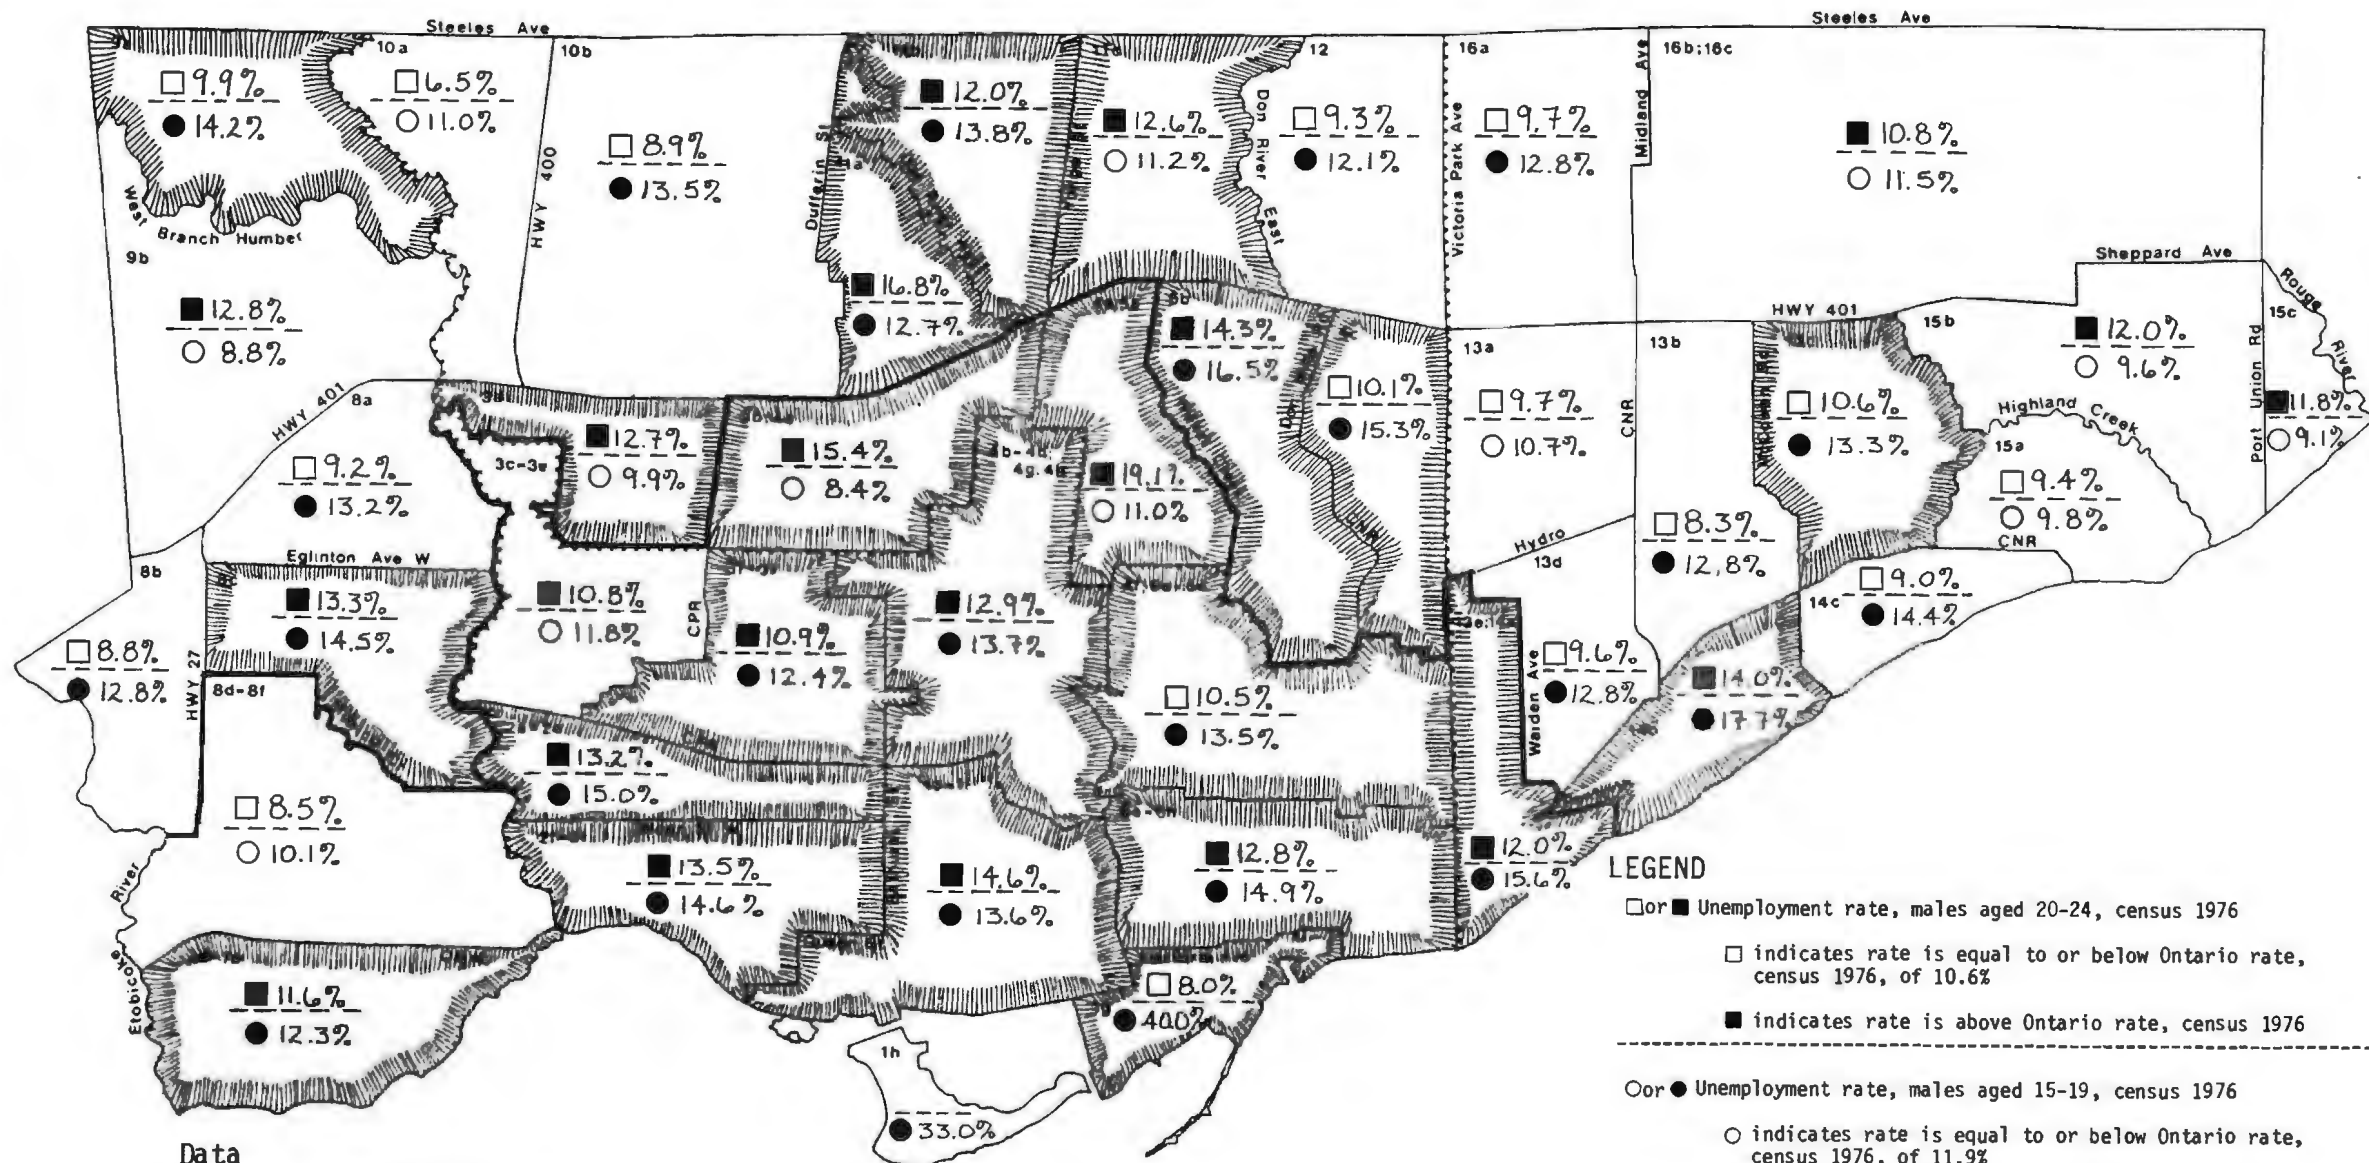 Steeles Ave
Steeles Ave
9a
10a
10b
11b
11c
12
16a
Midland Ave
16b;16c
□ 9.9%
● 14.2%
□ 6.5%
○ 11.0%
HWY 400
□ 8.9%
● 13.5%
Dufferin St
■ 12.0%
● 13.8%
■ 12.6%
○ 11.2%
Don River East
□ 9.3%
● 12.1%
Victoria Park Ave
□ 9.7%
● 12.8%
■ 10.8%
○ 11.5%
West Branch Humber
9b
■ 12.8%
○ 8.8%
11a
■ 16.8%
● 12.7%
Sheppard Ave
Rouge River
15c
HWY 401
8a
□ 9.2%
● 13.2%
3c-3e
■ 12.7%
○ 9.9%
■ 15.4%
○ 8.4%
4b-4d;
4g;4h
■ 19.1%
○ 11.0%
5b
■ 14.3%
● 16.5%
CNR
□ 10.1%
● 15.3%
13a
□ 9.7%
○ 10.7%
CNR
13b
HWY 401
□ 10.6%
● 13.3%
15b
■ 12.0%
○ 9.6%
Port Union Rd
■ 11.8%
○ 9.1%
Highland Creek
15a
□ 9.4%
○ 9.8%
CNR
8b
Eglinton Ave W
■ 13.3%
● 14.5%
□ 8.8%
● 12.8%
HWY 27
8d-8f
■ 10.8%
○ 11.8%
CPR
■ 10.9%
● 12.4%
■ 12.9%
● 13.7%
□ 10.5%
● 13.5%
Hydro
13d
□ 8.3%
● 12.8%
□ 9.6%
● 12.8%
Warden Ave
14c
□ 9.0%
● 14.4%
■ 14.0%
● 17.7%
■ 13.2%
● 15.0%
□ 8.5%
○ 10.1%
■ 13.5%
● 14.6%
■ 14.6%
● 13.6%
■ 12.8%
● 14.9%
■ 12.0%
● 15.6%
Etobicoke River
■ 11.6%
● 12.3%
□ 8.0%
● 40.0%
1h
● 33.0%
Data
LEGEND
□ or ■ Unemployment rate, males aged 20-24, census 1976
□ indicates rate is equal to or below Ontario rate,
census 1976, of 10.6%
■ indicates rate is above Ontario rate, census 1976
○ or ● Unemployment rate, males aged 15-19, census 1976
○ indicates rate is equal to or below Ontario rate,
census 1976, of 11.9%